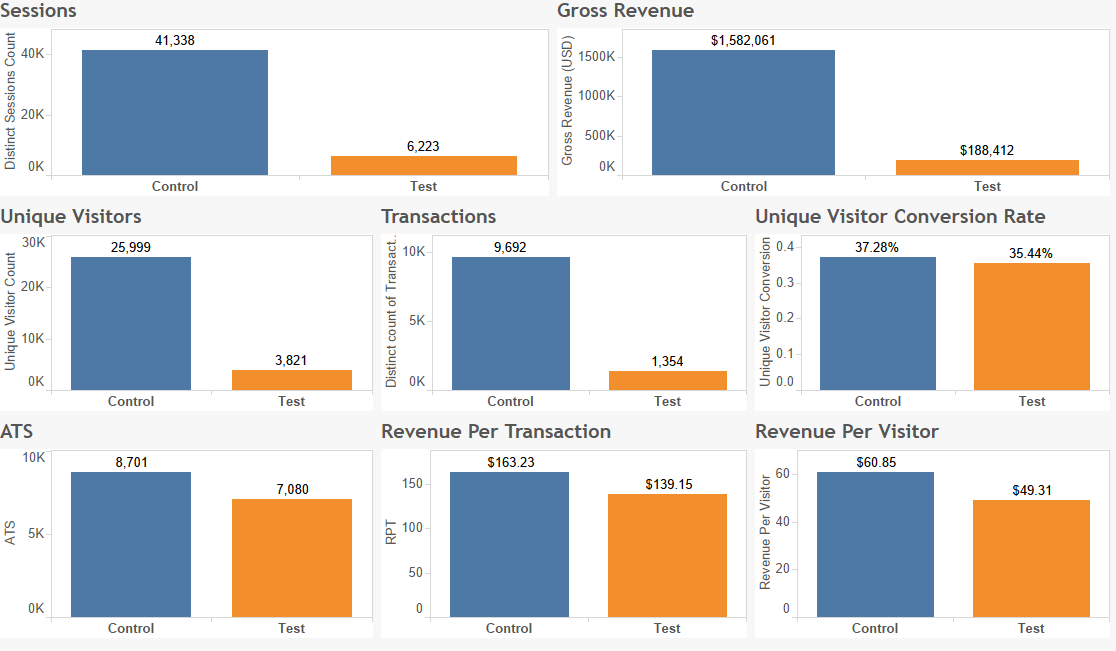 Sessions
Distinct Sessions Count
40K
20K
0K
41,338
6,223
Control
Test
Gross Revenue
Gross Revenue (USD)
1500K
1000K
500K
0K
$1,582,061
$188,412
Control
Test
Unique Visitors
Unique Visitor Count
30K
20K
10K
0K
25,999
3,821
Control
Test
Transactions
Distinct count of Transact..
10K
5K
0K
9,692
1,354
Control
Test
Unique Visitor Conversion Rate
Unique Visitor Conversion
0.4
0.3
0.2
0.1
0.0
37.28%
35.44%
Control
Test
ATS
ATS
10K
5K
0K
8,701
7,080
Control
Test
Revenue Per Transaction
RPT
150
100
50
0
$163.23
$139.15
Control
Test
Revenue Per Visitor
Revenue Per Visitor
60
40
20
0
$60.85
$49.31
Control
Test